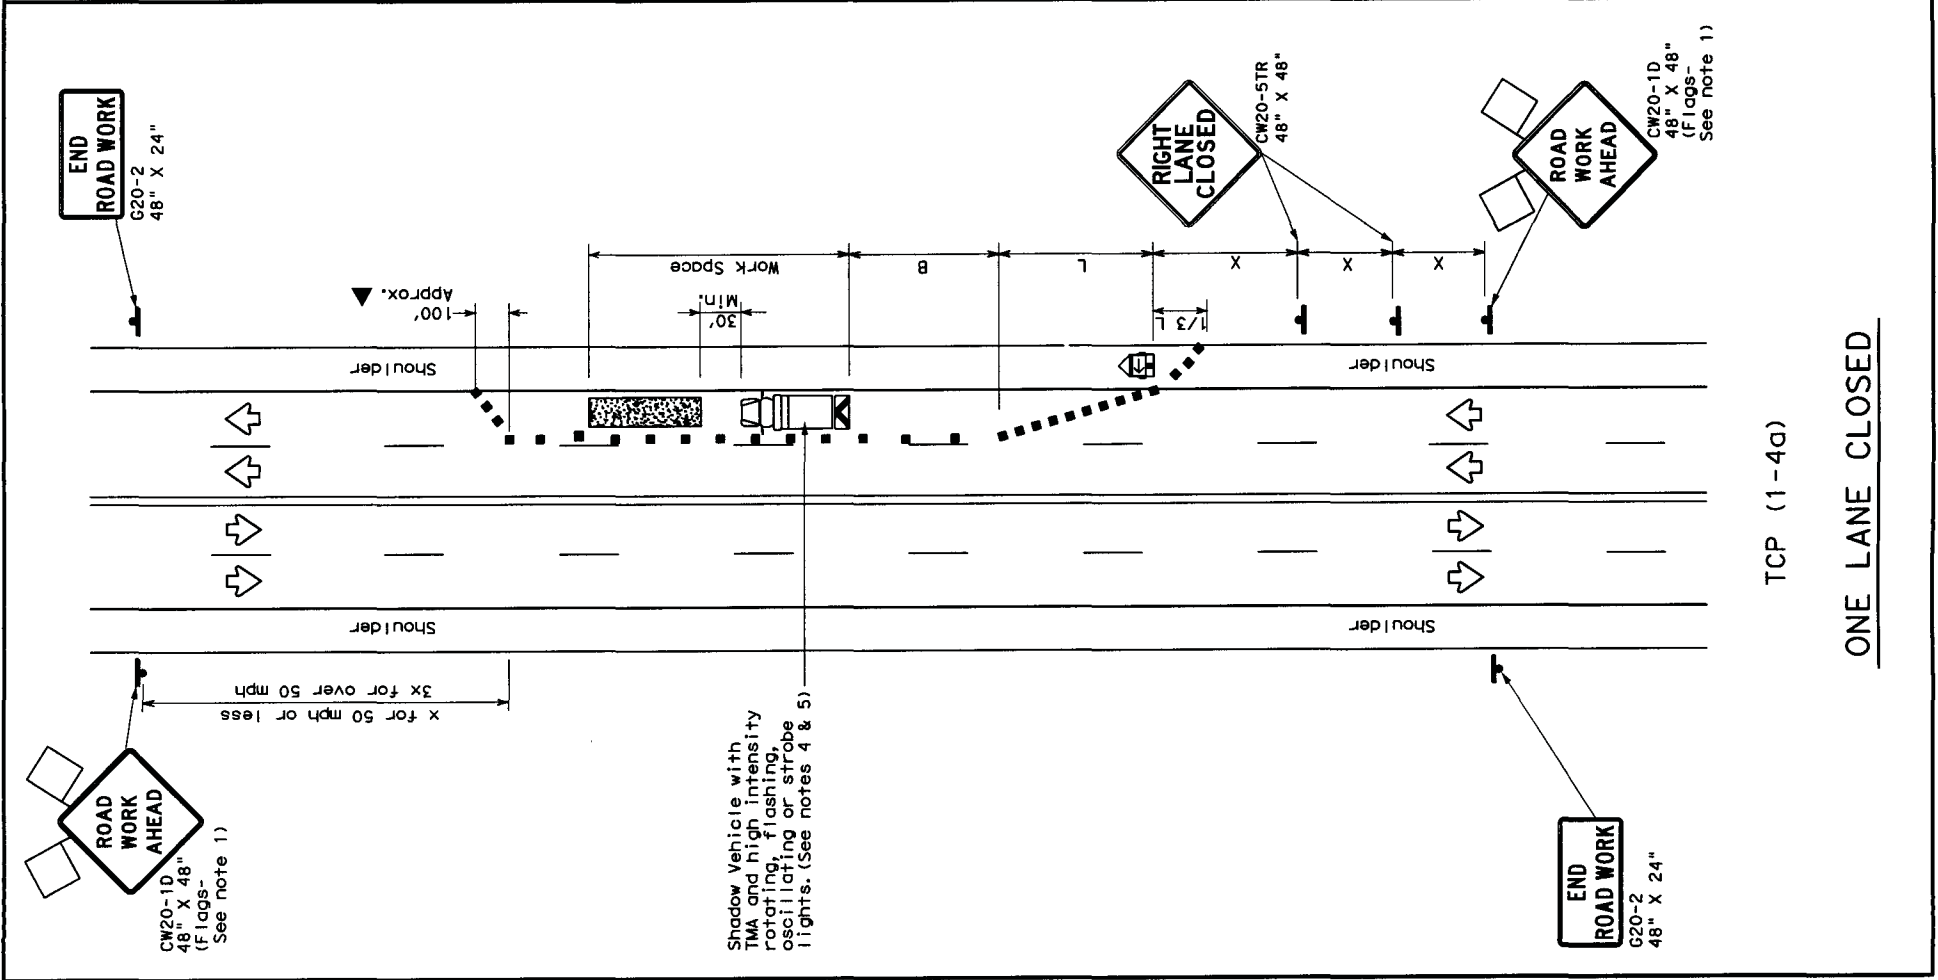 END
ROAD WORK
G20-2
48" X 24"
RIGHT
LANE
CLOSED
CW20-5TR
48" X 48"
ROAD
WORK
AHEAD
CW20-1D
48" X 48"
(Flags-
See note 1)
Work Space
B
L
X
X
X
30'
Min.
100'
Approx.
1/3 L
Shoulder
Shoulder
Shoulder
Shoulder
x for 50 mph or less
3x for over 50 mph
ROAD
WORK
AHEAD
CW20-1D
48" X 48"
(Flags-
See note 1)
Shadow Vehicle with
TMA and high intensity
rotating, flashing,
oscillating or strobe
lights. (See notes 4 & 5)
END
ROAD WORK
G20-2
48" X 24"
TCP (1-4a)
ONE LANE CLOSED